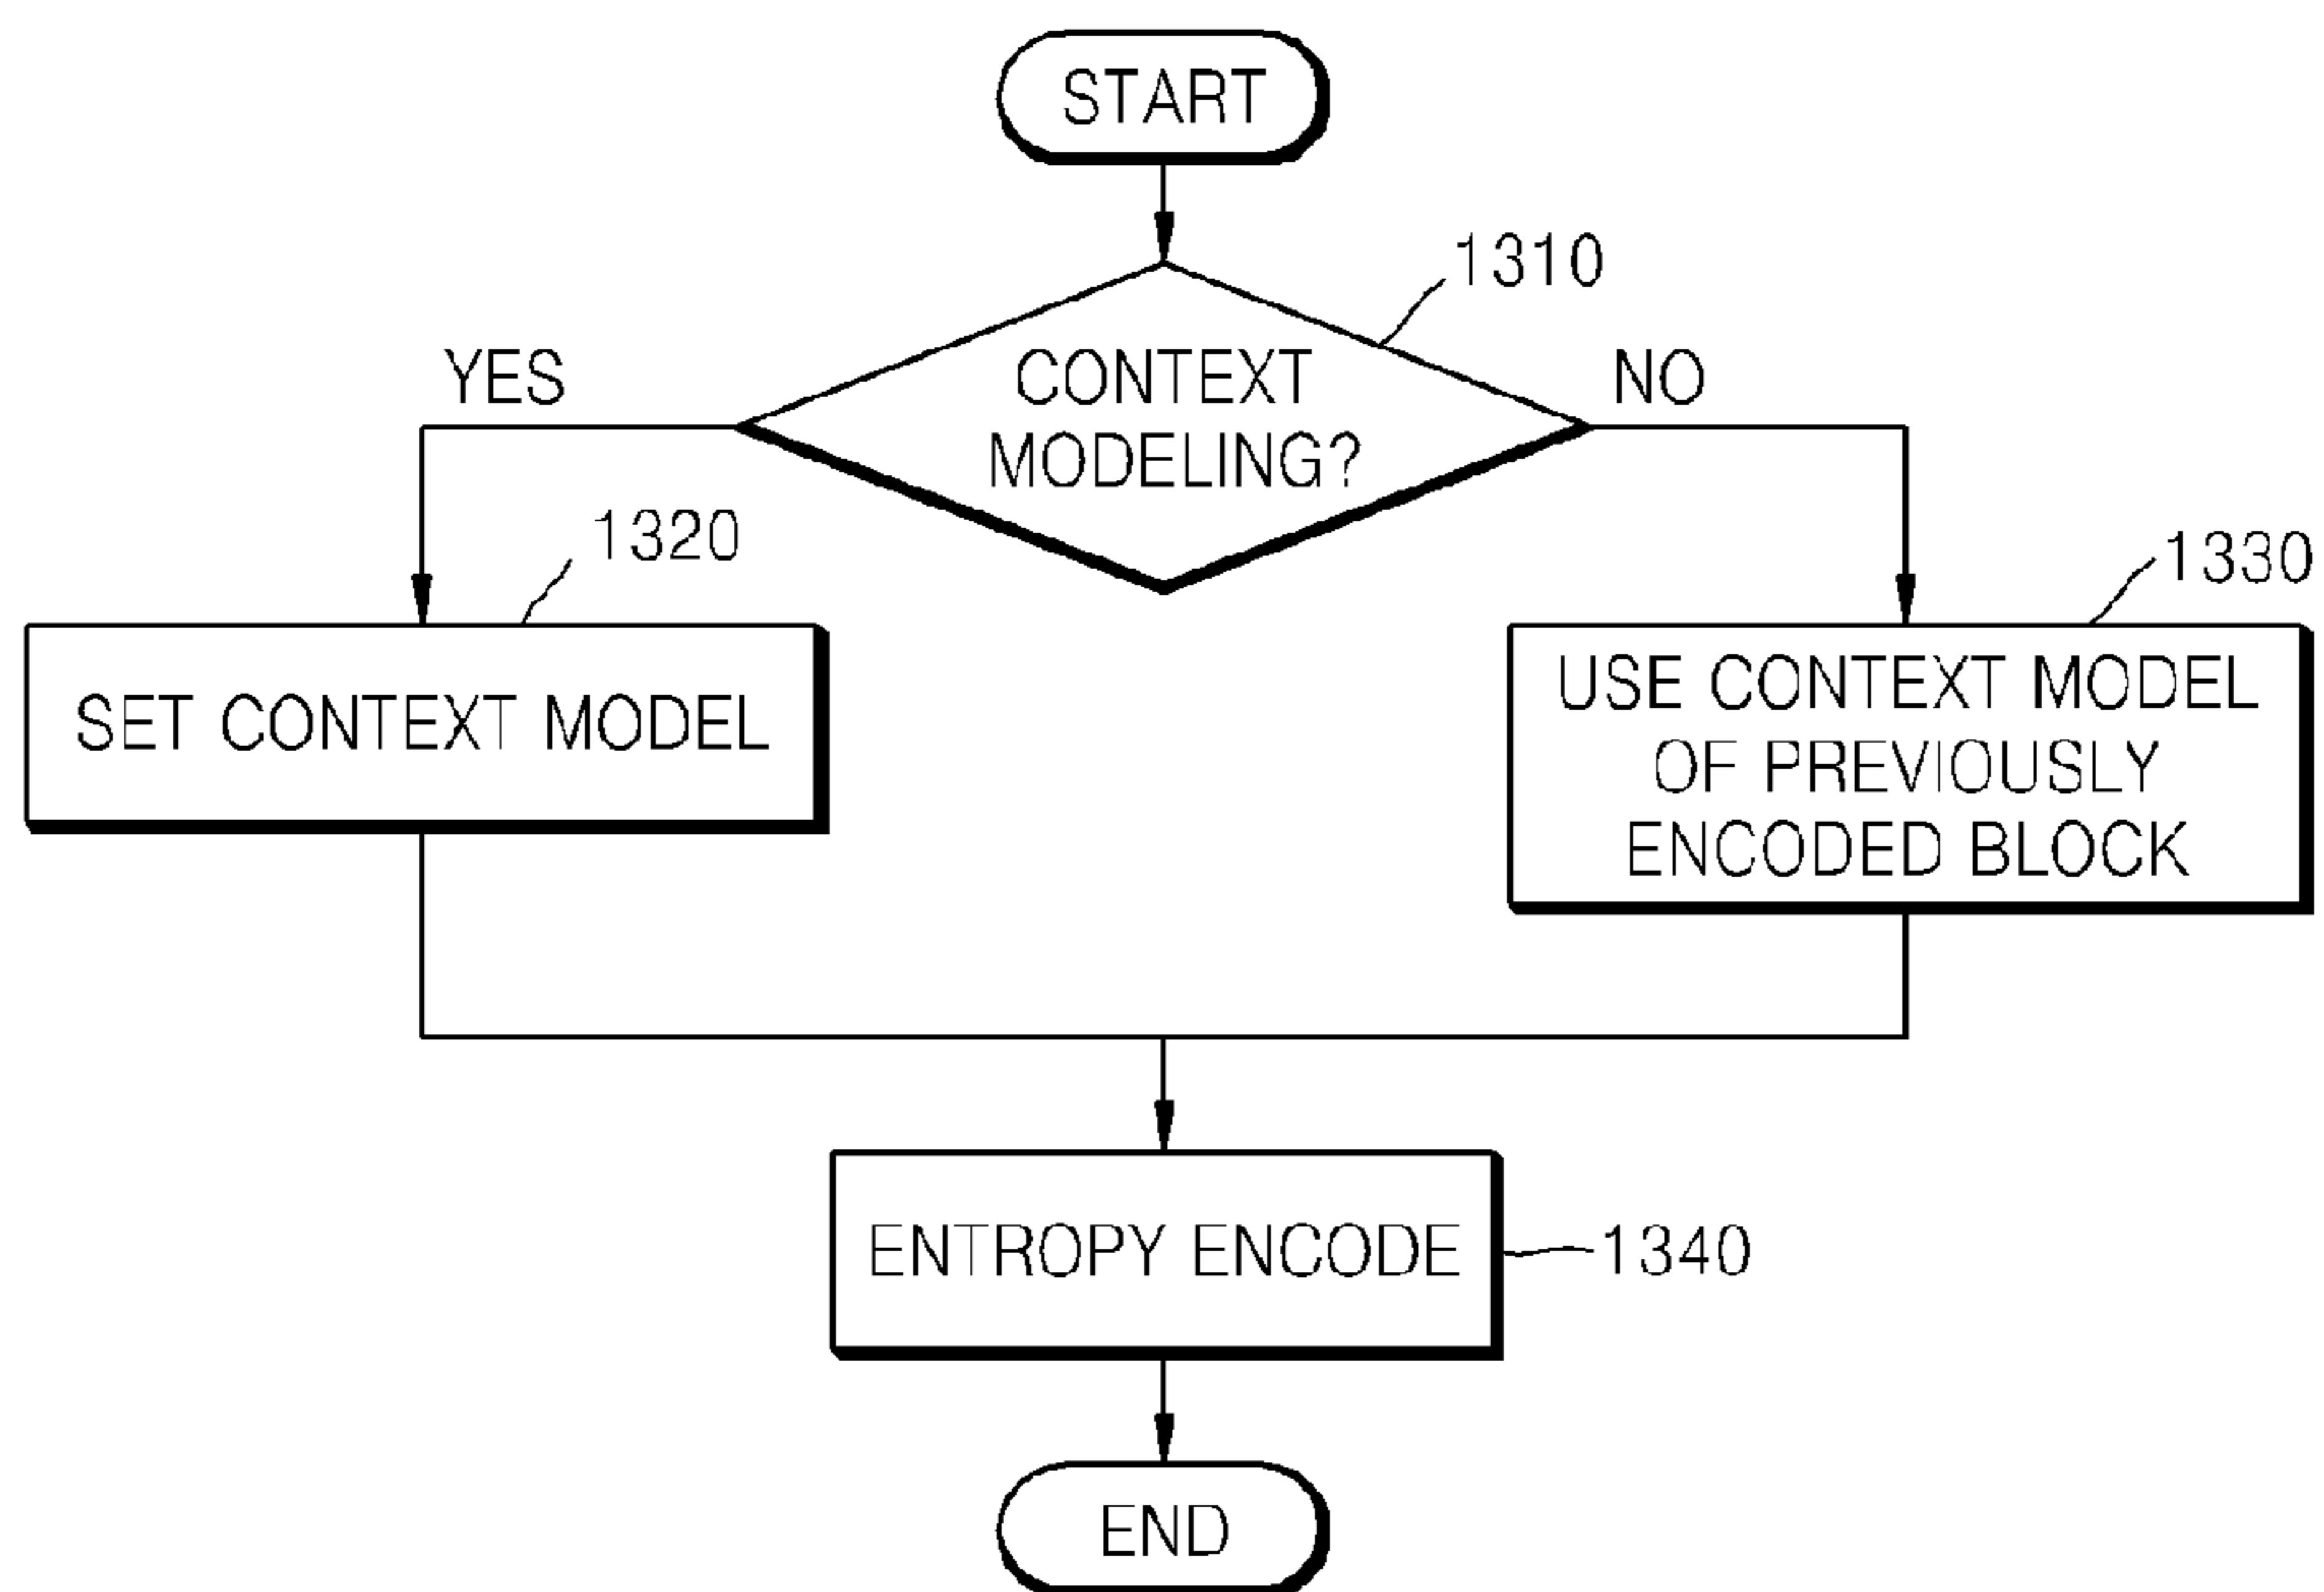 START
1310
YES
CONTEXT
MODELING?
NO
1320
1330
SET CONTEXT MODEL
USE CONTEXT MODEL
OF PREVIOUSLY
ENCODED BLOCK
ENTROPY ENCODE
1340
END